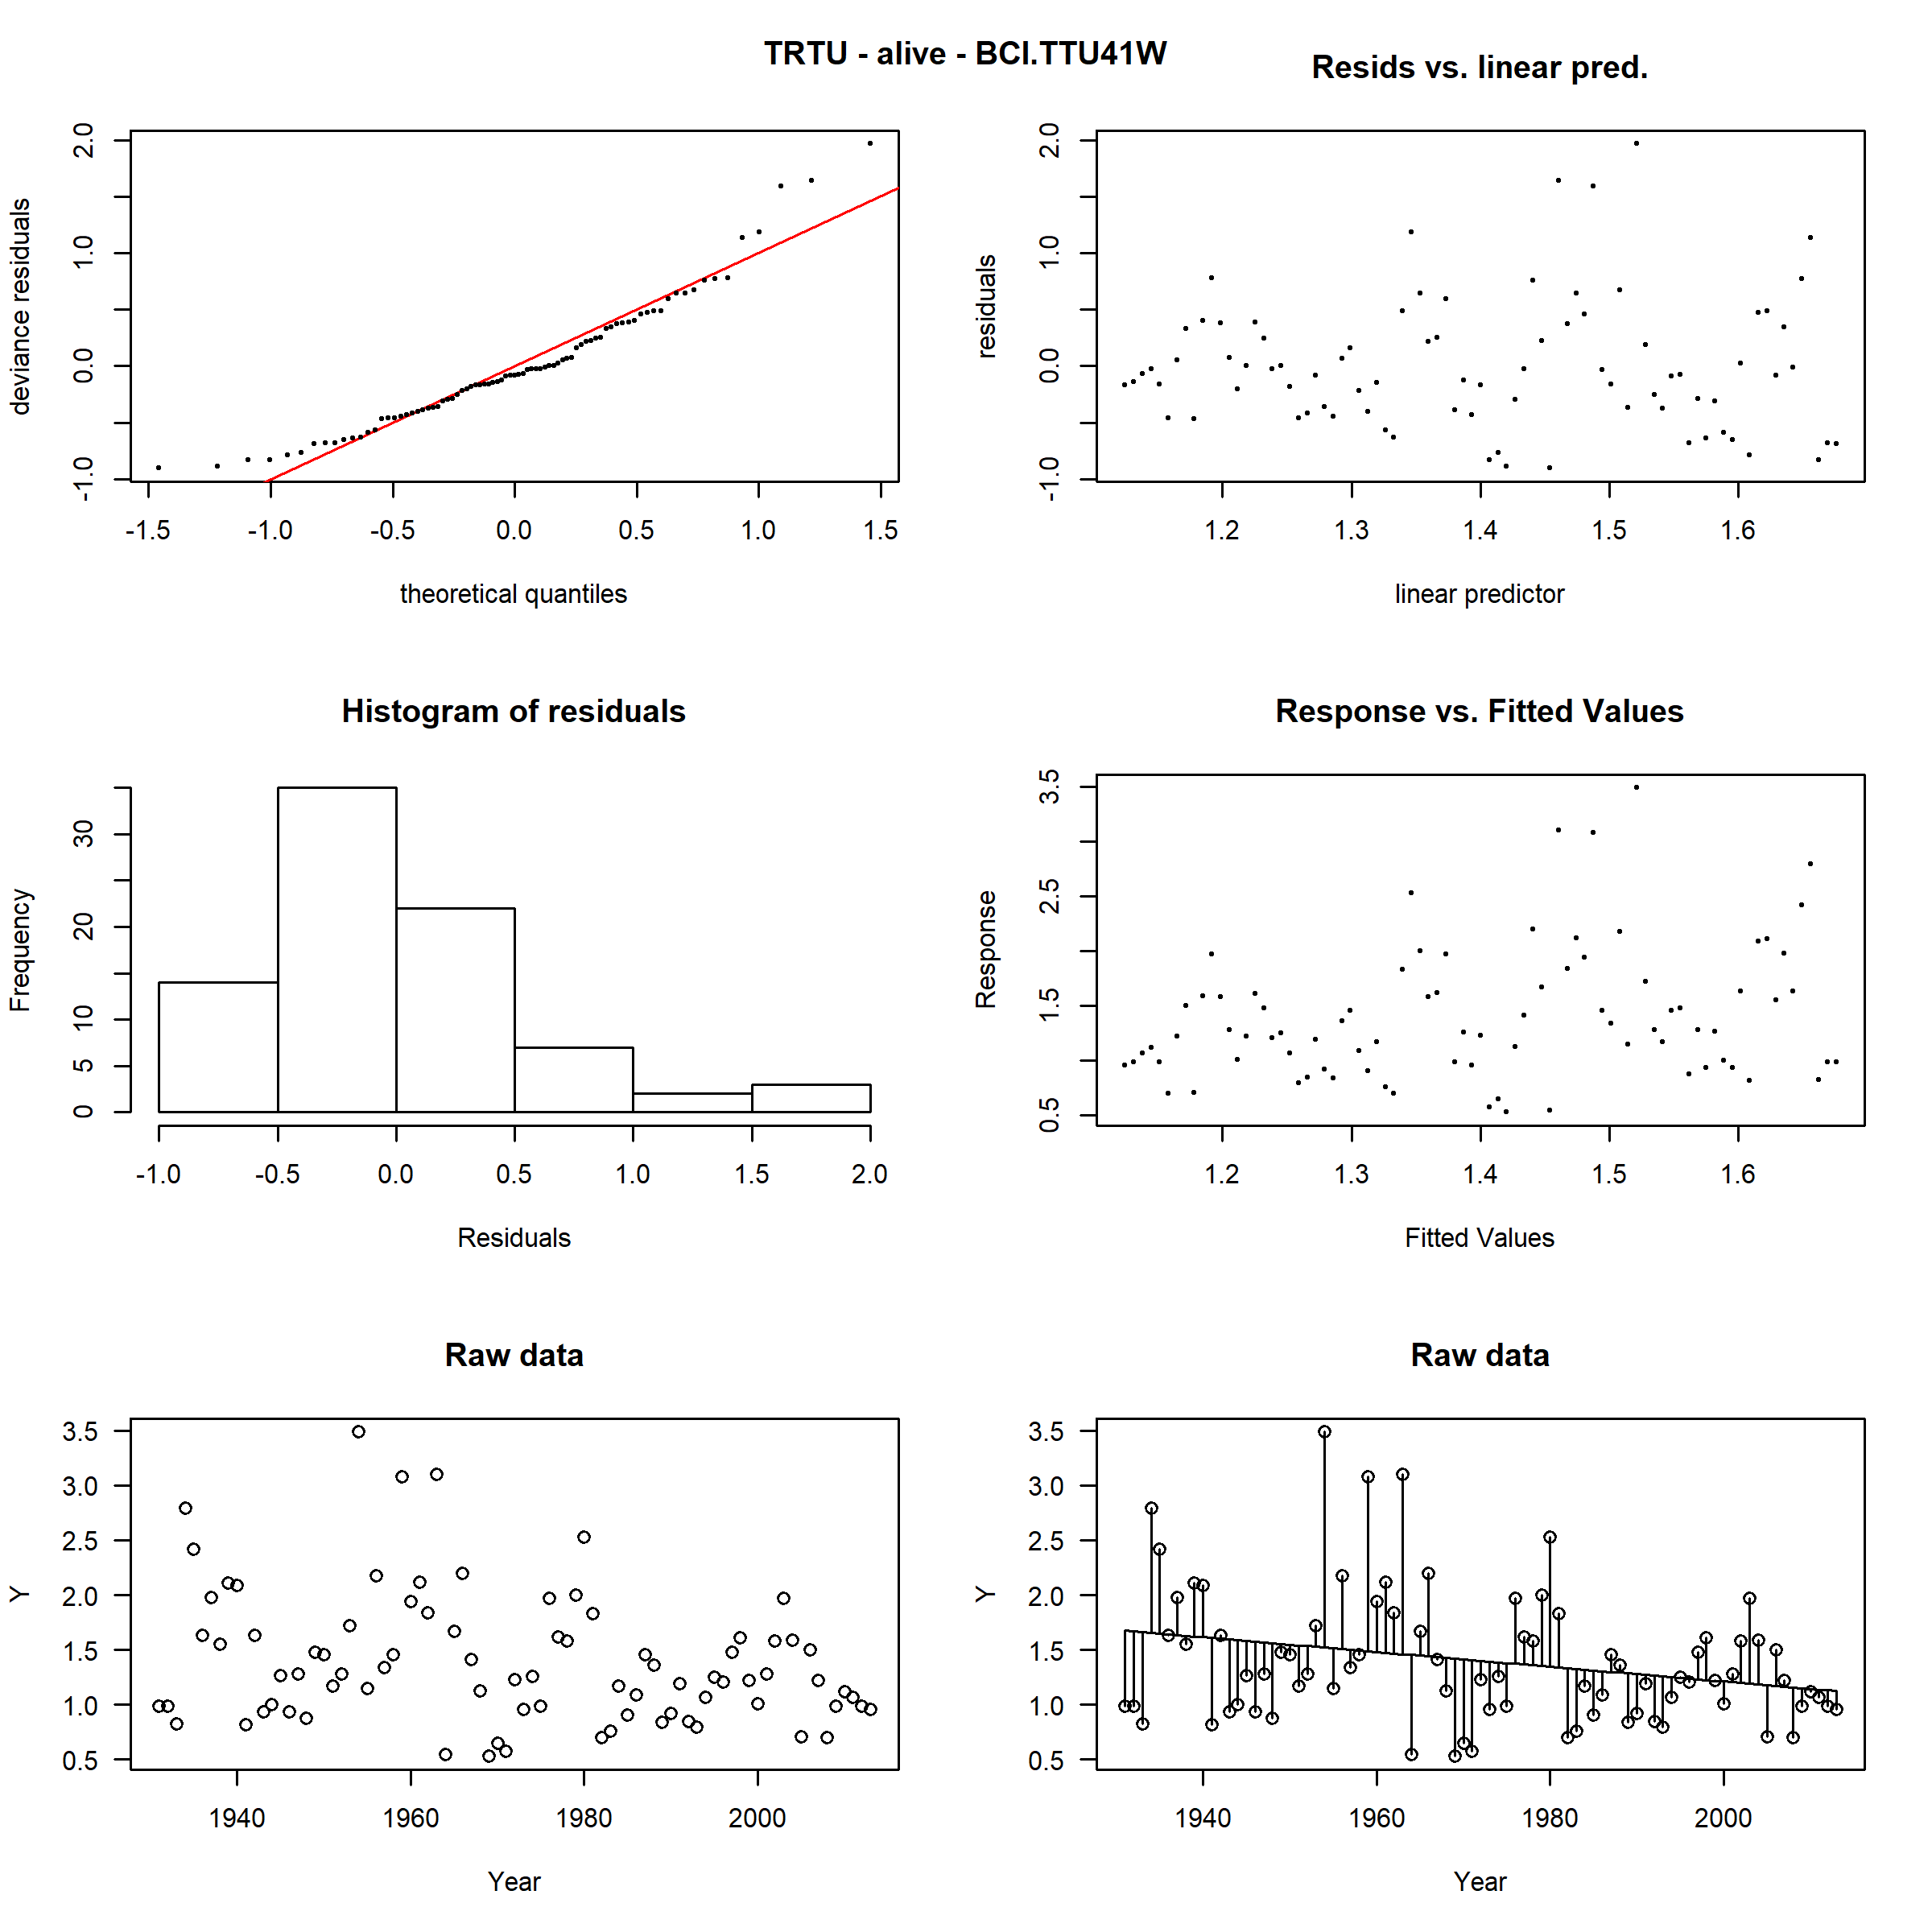 TRTU - alive - BCI.TTU41W
Resids vs. linear pred.
deviance residuals
-1.0 0.0 1.0 2.0
-1.5 -1.0 -0.5 0.0 0.5 1.0 1.5
theoretical quantiles
residuals
-1.0 0.0 1.0 2.0
1.2 1.3 1.4 1.5 1.6
linear predictor
Histogram of residuals
Frequency
0 5 10 20 30
-1.0 -0.5 0.0 0.5 1.0 1.5 2.0
Residuals
Response vs. Fitted Values
Response
0.5 1.5 2.5 3.5
1.2 1.3 1.4 1.5 1.6
Fitted Values
Raw data
Y
3.5
3.0
2.5
2.0
1.5
1.0
0.5
1940 1960 1980 2000
Year
Raw data
Y
3.5
3.0
2.5
2.0
1.5
1.0
0.5
1940 1960 1980 2000
Year